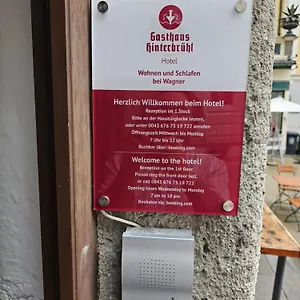 Gasthaus
Hinterbrühl
Hotel
Wohnen und Schlafen
bei Wagner
Herzlich Willkommen beim Hotel!
Rezeption im 1.Stock
Bitte an der Haustürglocke läuten,
oder unter 0043 676 75 19 722 anrufen
Öffnungszeit Mittwoch bis Montag
7 Uhr bis 22 Uhr
Buchbar über: booking.com
Welcome to the hotel!
Reception on the 1st floor
Please ring the front door bell,
or call 0043 676 75 19 722
Opening hours Wednesday to Monday
7 am to 10 pm
Bookable via: booking.com